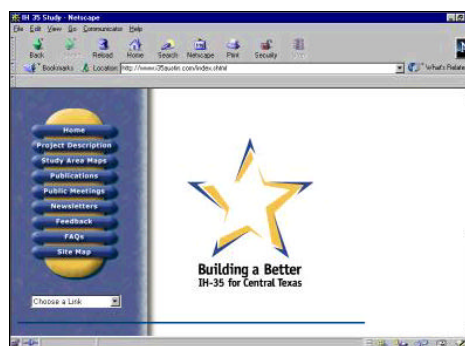 IH 35 Study - Netscape
File Edit View Go Communicator Help
Back Reload Home Search Netscape Print Security Stop
Bookmarks Location: http://www.i35austin.com/index.shtml What's Related
Home
Project Description
Study Area Maps
Publications
Public Meetings
Newsletters
Feedback
FAQs
Site Map
Choose a Link
Building a Better
IH-35 for Central Texas